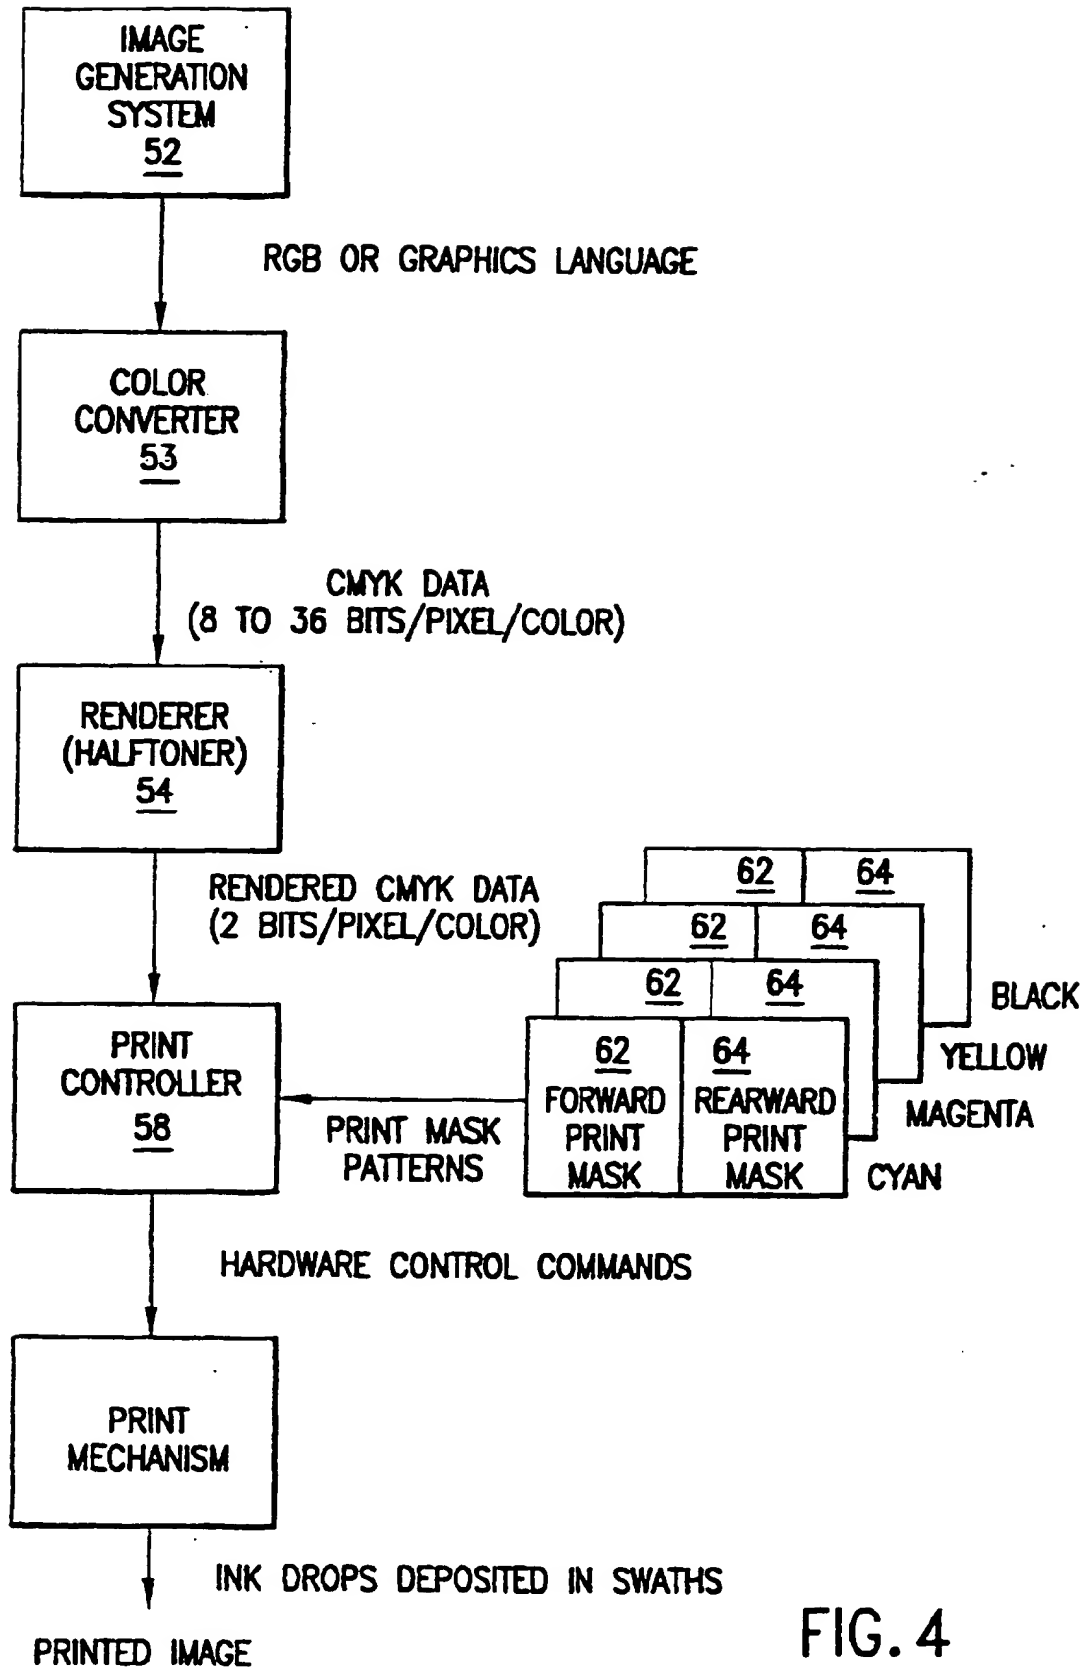 IMAGE
GENERATION
SYSTEM
52
RGB OR GRAPHICS LANGUAGE
COLOR
CONVERTER
53
CMYK DATA
(8 TO 36 BITS/PIXEL/COLOR)
RENDERER
(HALFTONER)
54
RENDERED CMYK DATA
(2 BITS/PIXEL/COLOR)
62 64
62 64
62 64
BLACK
YELLOW
MAGENTA
CYAN
62 64
FORWARD REARWARD
PRINT PRINT
MASK MASK
PRINT
CONTROLLER
58
PRINT MASK
PATTERNS
HARDWARE CONTROL COMMANDS
PRINT
MECHANISM
INK DROPS DEPOSITED IN SWATHS
PRINTED IMAGE
FIG. 4